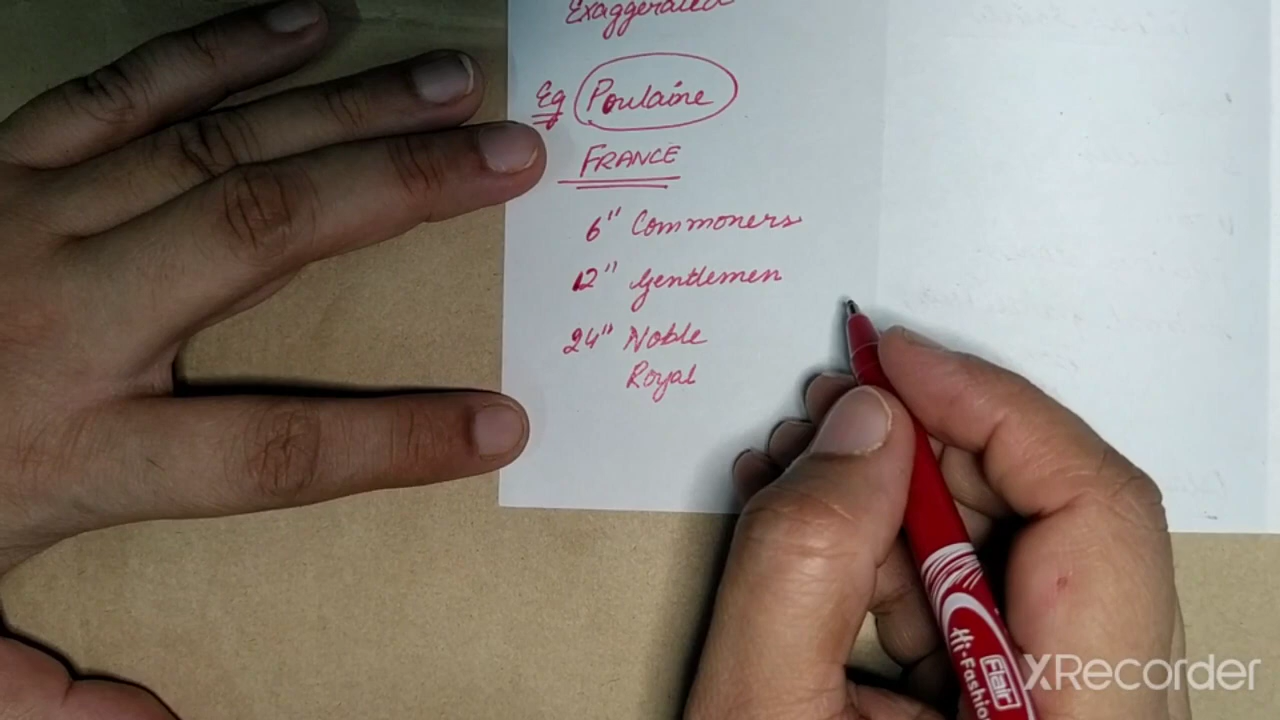 Exaggerated
Eg Poulaine
FRANCE
6" Commoners
12" Gentlemen
24" Noble
Royal
Flair
Hi-Fashion
XRecorder